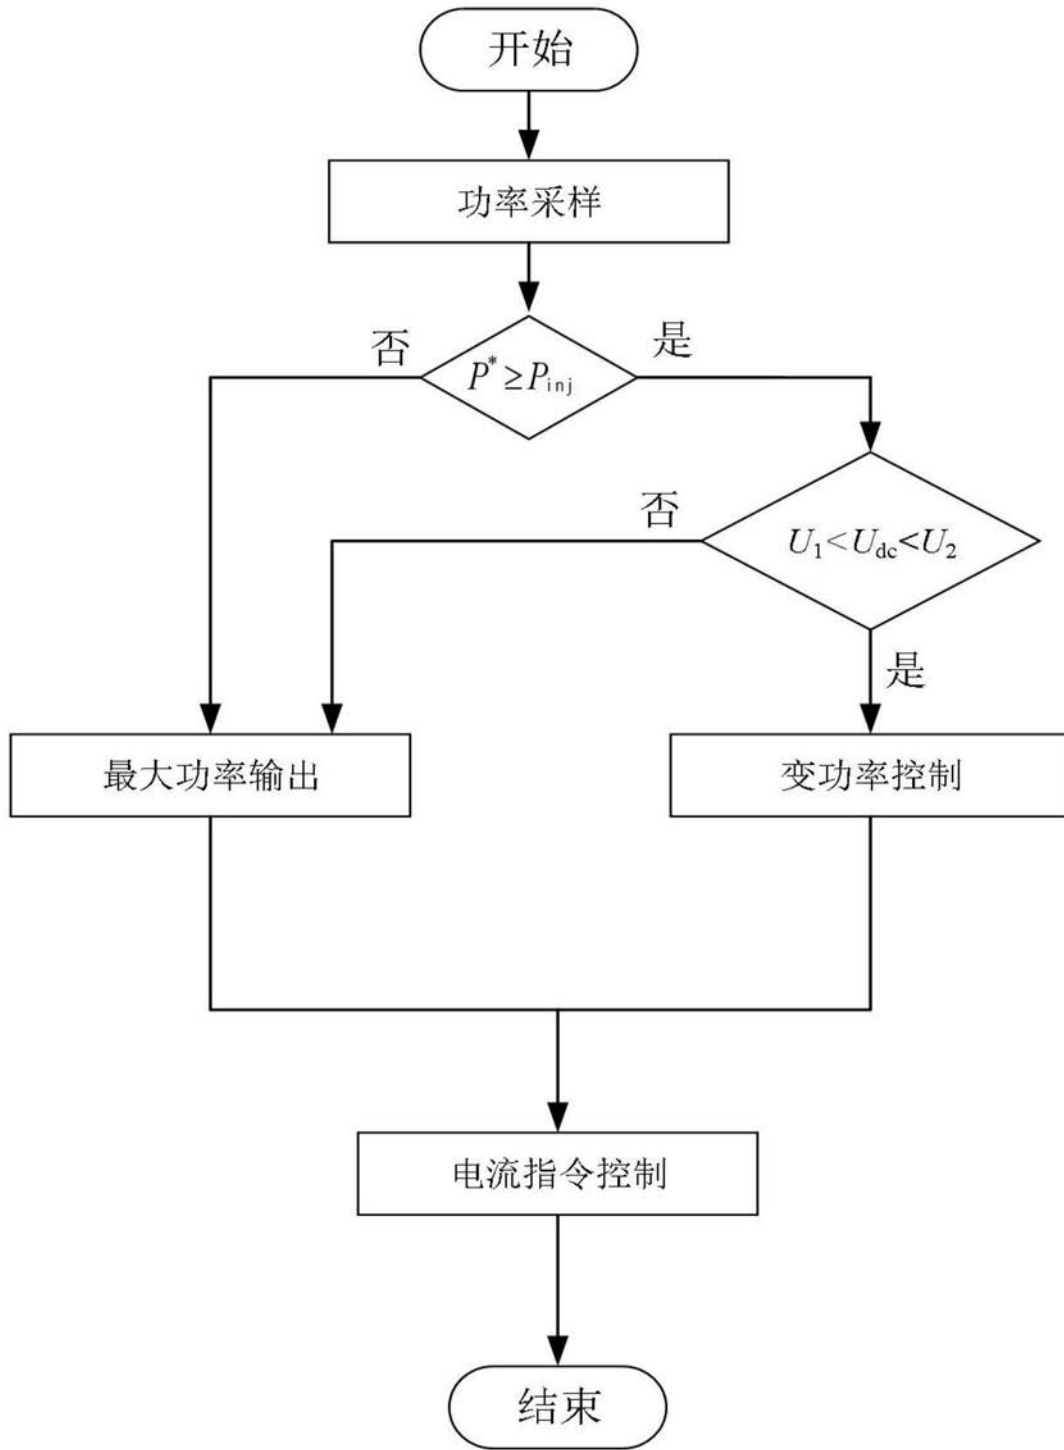 开始
功率采样
否
是
P* ≥ Pinj
否
U1<Udc<U2
是
最大功率输出
变功率控制
电流指令控制
结束